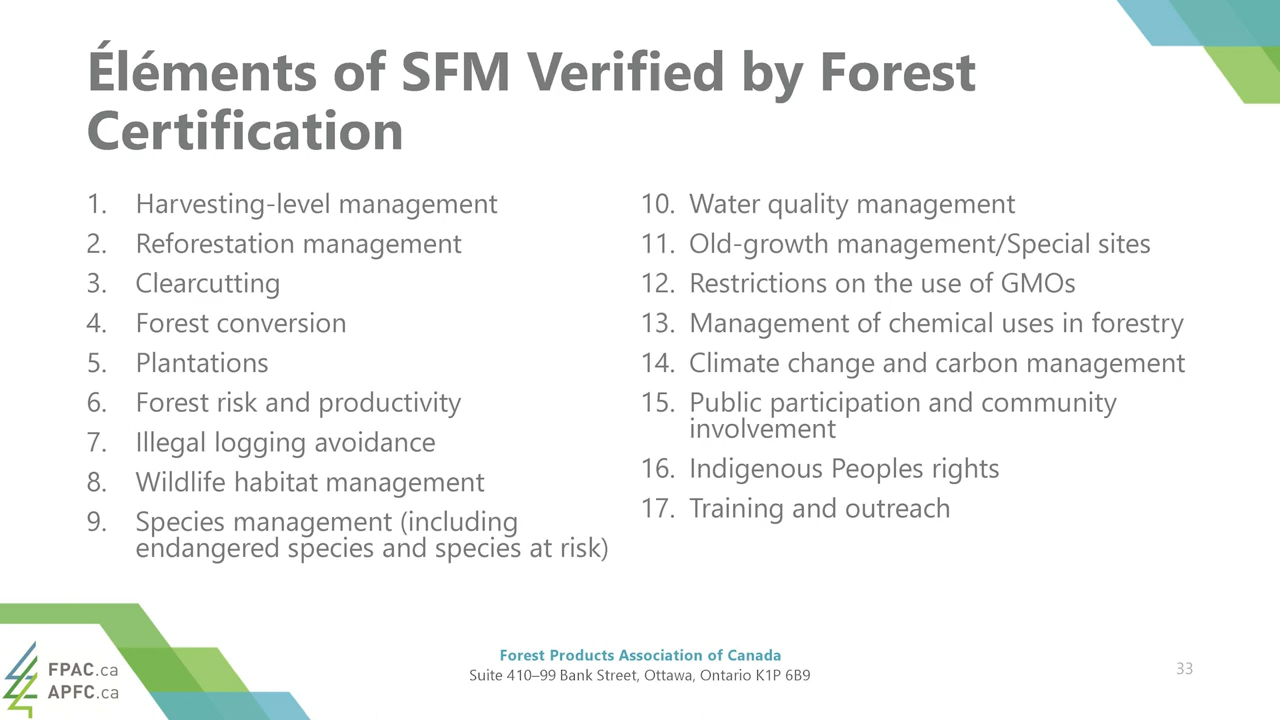 Éléments of SFM Verified by Forest
Certification
1. Harvesting-level management
2. Reforestation management
3. Clearcutting
4. Forest conversion
5. Plantations
6. Forest risk and productivity
7. Illegal logging avoidance
8. Wildlife habitat management
9. Species management (including
endangered species and species at risk)
10. Water quality management
11. Old-growth management/Special sites
12. Restrictions on the use of GMOs
13. Management of chemical uses in forestry
14. Climate change and carbon management
15. Public participation and community
involvement
16. Indigenous Peoples rights
17. Training and outreach
FPAC.ca
APFC.ca
Forest Products Association of Canada
Suite 410–99 Bank Street, Ottawa, Ontario K1P 6B9
33